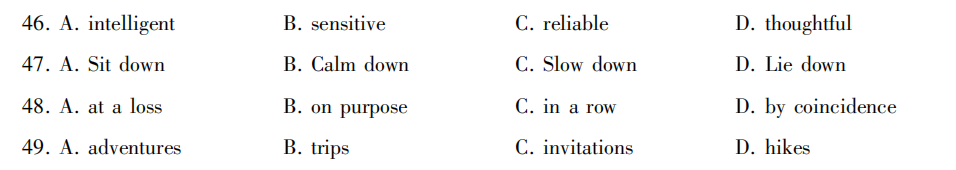 46. A. intelligent B. sensitive C. reliable D. thoughtful
47. A. Sit down B. Calm down C. Slow down D. Lie down
48. A. at a loss B. on purpose C. in a row D. by coincidence
49. A. adventures B. trips C. invitations D. hikes